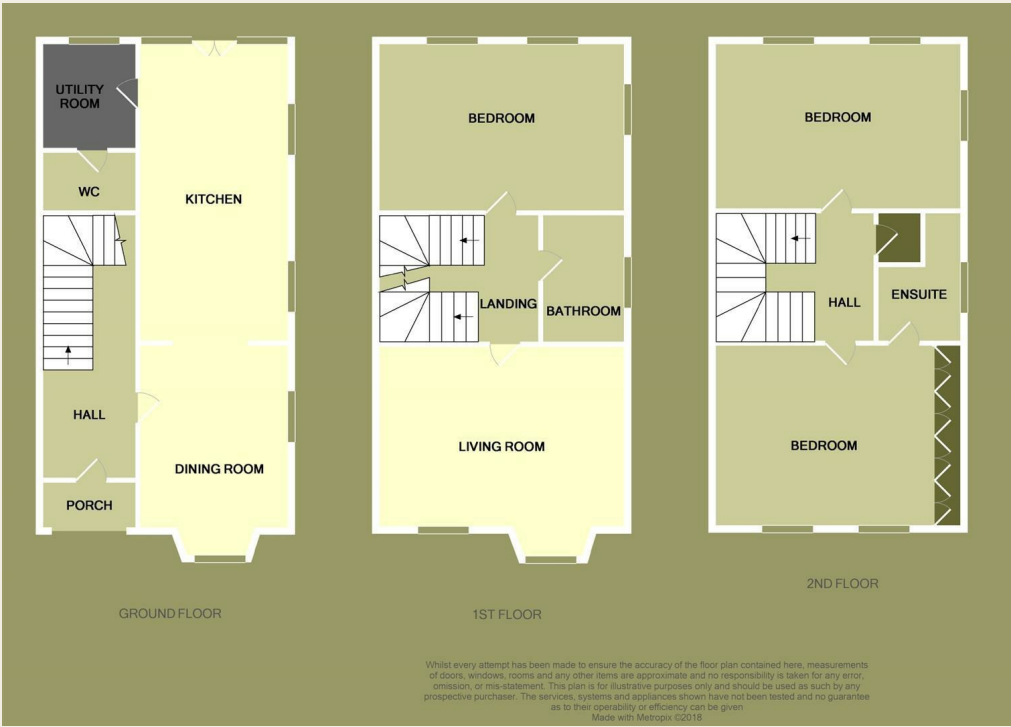 UTILITY
ROOM
WC
KITCHEN
HALL
DINING ROOM
PORCH
GROUND FLOOR
BEDROOM
LANDING
BATHROOM
LIVING ROOM
1ST FLOOR
BEDROOM
HALL
ENSUITE
BEDROOM
2ND FLOOR
Whilst every attempt has been made to ensure the accuracy of the floor plan contained here, measurements
of doors, windows, rooms and any other items are approximate and no responsibility is taken for any error,
omission, or mis-statement. This plan is for illustrative purposes only and should be used as such by any
prospective purchaser. The services, systems and appliances shown have not been tested and no guarantee
as to their operability or efficiency can be given
Made with Metropix ©2018